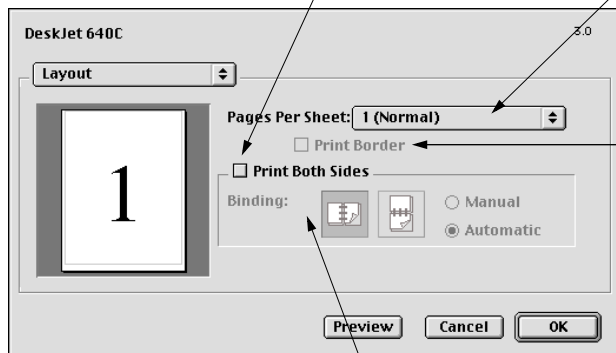 DeskJet 640C 3.0
Layout
Pages Per Sheet: 1 (Normal)
Print Border
1
Print Both Sides
Binding:
Manual
Automatic
Preview Cancel OK